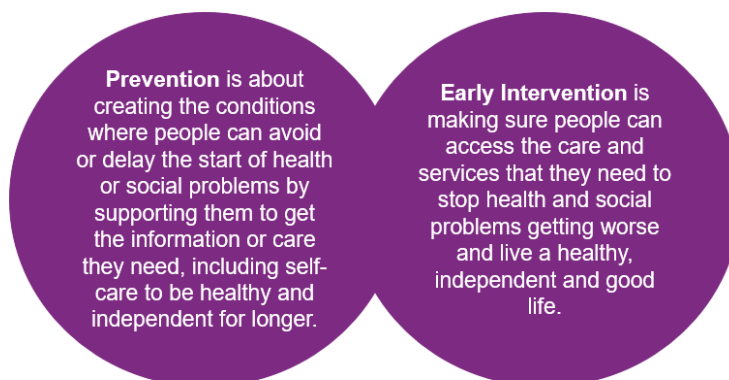 Prevention is about
creating the conditions
where people can avoid
or delay the start of health
or social problems by
supporting them to get
the information or care
they need, including self-
care to be healthy and
independent for longer.
Early Intervention is
making sure people can
access the care and
services that they need to
stop health and social
problems getting worse
and live a healthy,
independent and good
life.